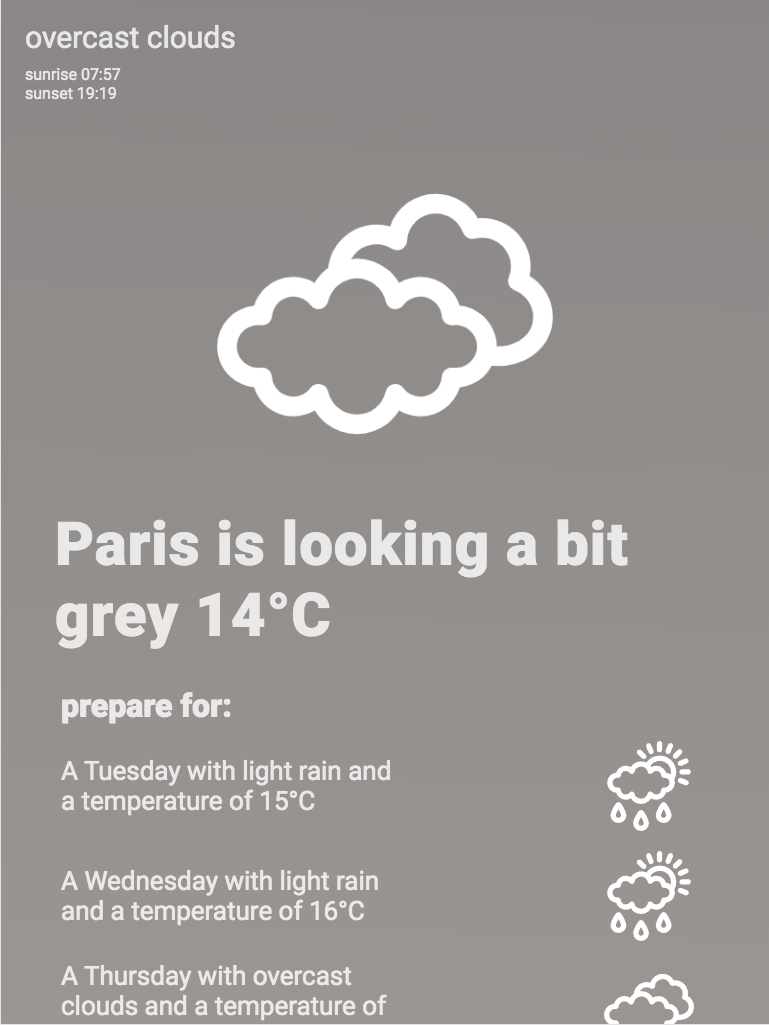 overcast clouds
sunrise 07:57
sunset 19:19
Paris is looking a bit
grey 14°C
prepare for:
A Tuesday with light rain and
a temperature of 15°C
A Wednesday with light rain
and a temperature of 16°C
A Thursday with overcast
clouds and a temperature of